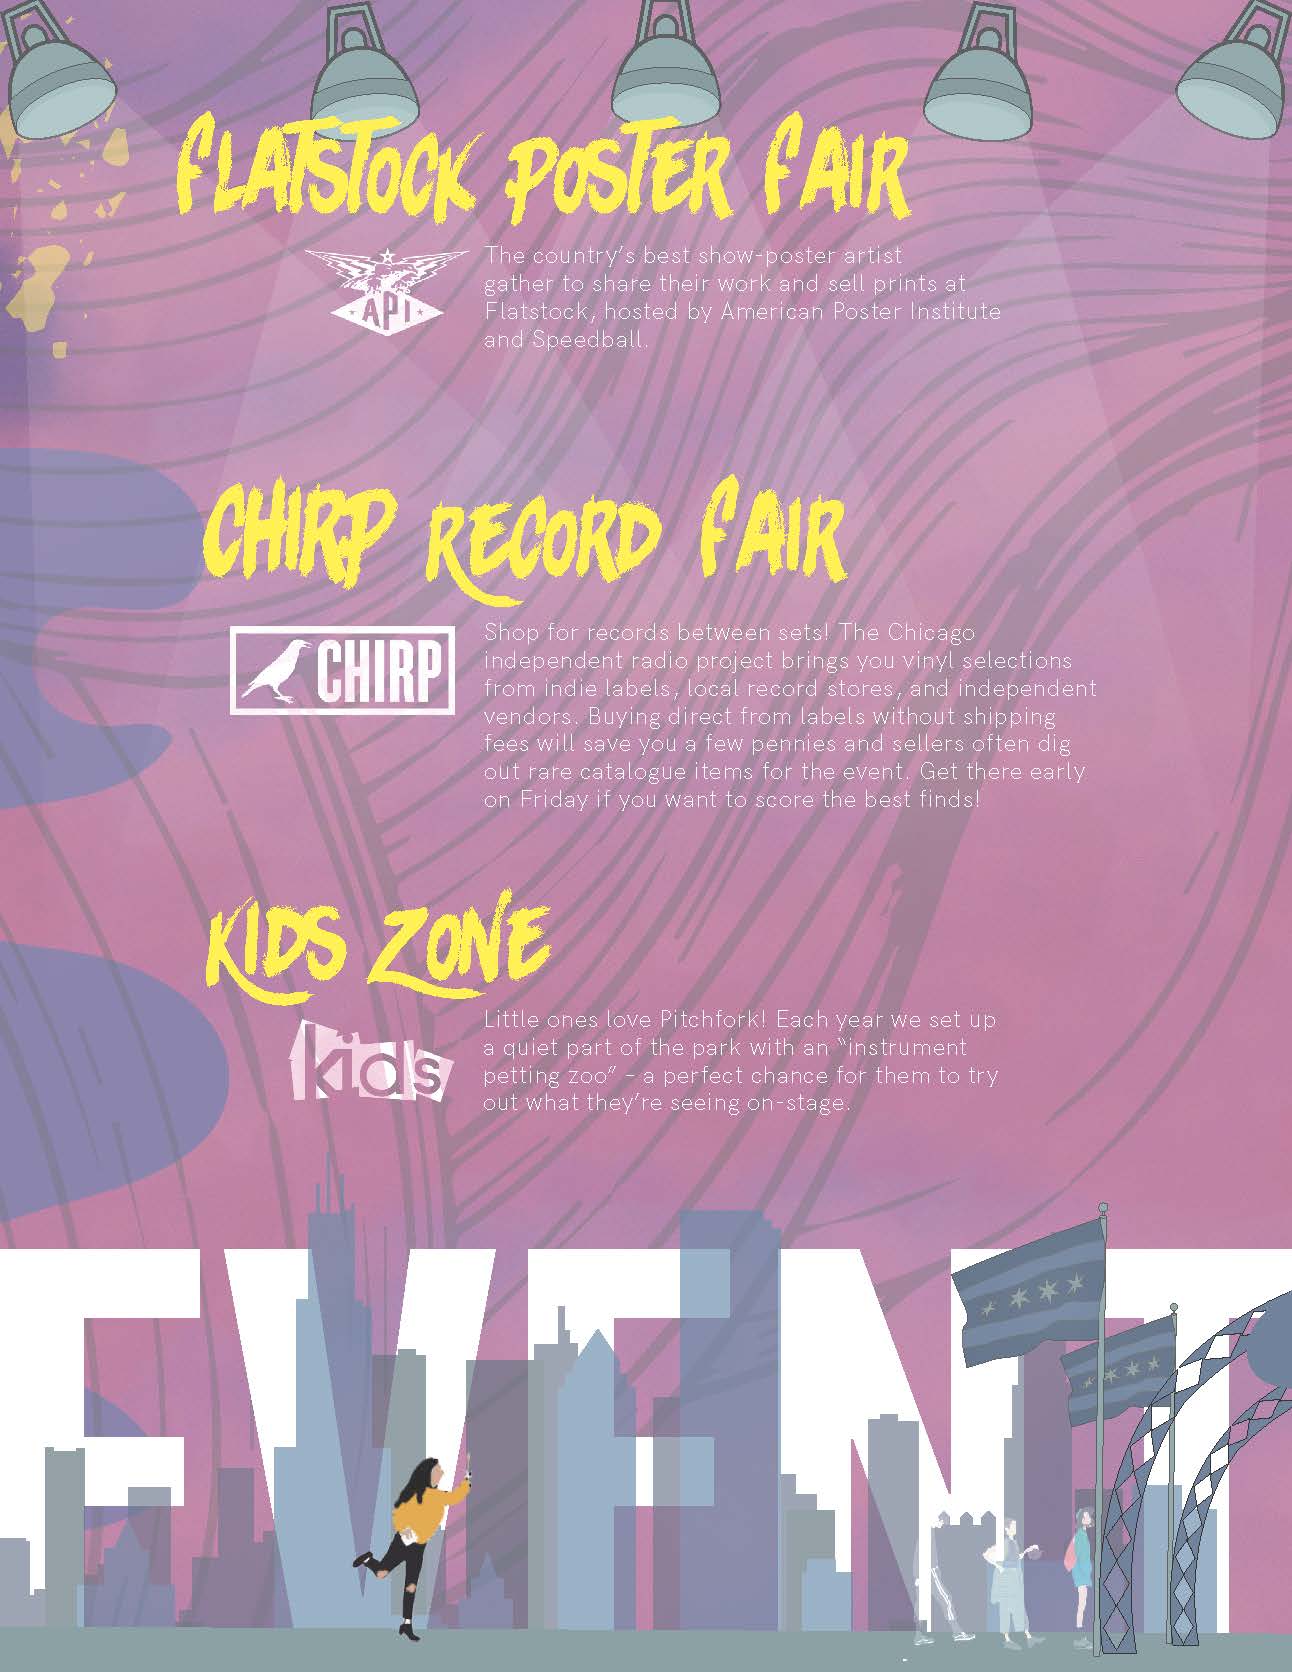 FLATSTOCK POSTER FAIR
API
The country's best show-poster artist
gather to share their work and sell prints at
Flatstock, hosted by American Poster Institute
and Speedball.
CHIRP RECORD FAIR
CHIRP
Shop for records between sets! The Chicago
independent radio project brings you vinyl selections
from indie labels, local record stores, and independent
vendors. Buying direct from labels without shipping
fees will save you a few pennies and sellers often dig
out rare catalogue items for the event. Get there early
on Friday if you want to score the best finds!
KIDS ZONE
kids
Little ones love Pitchfork! Each year we set up
a quiet part of the park with an "instrument
petting zoo" - a perfect chance for them to try
out what they're seeing on-stage.
EVENT